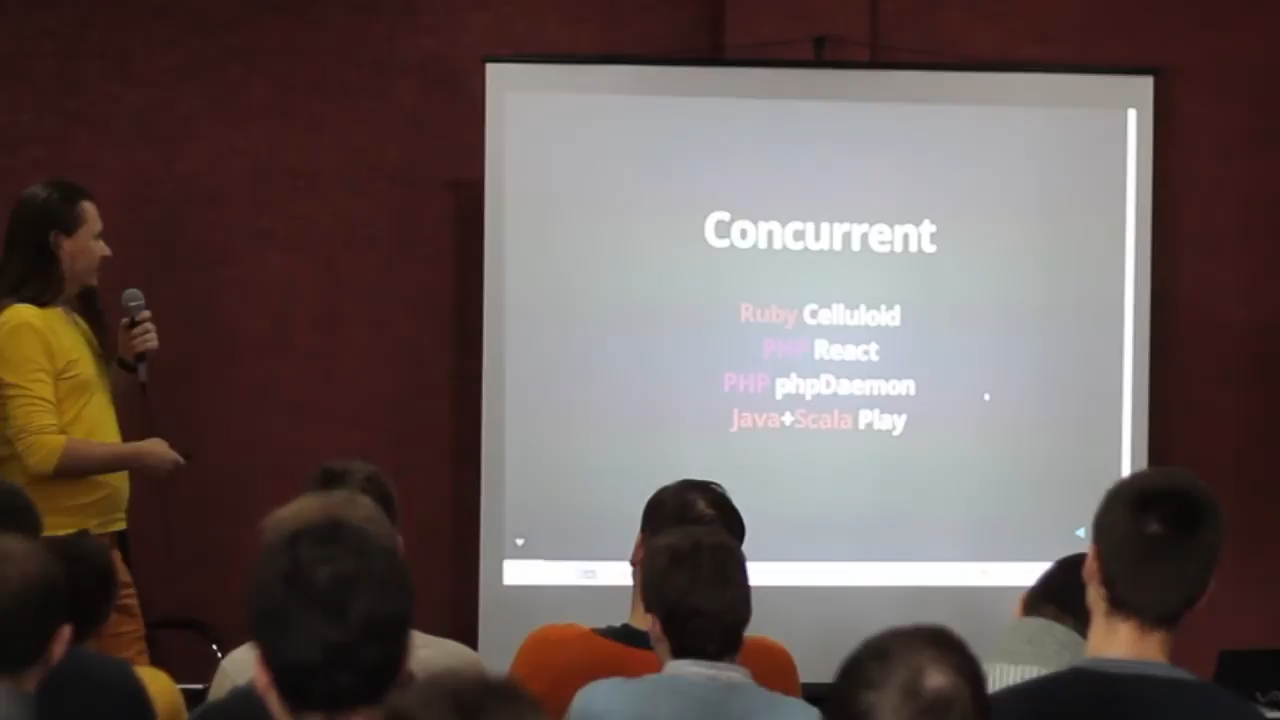 Concurrent
Ruby Celluloid
PHP React
PHP phpDaemon
Java+Scala Play